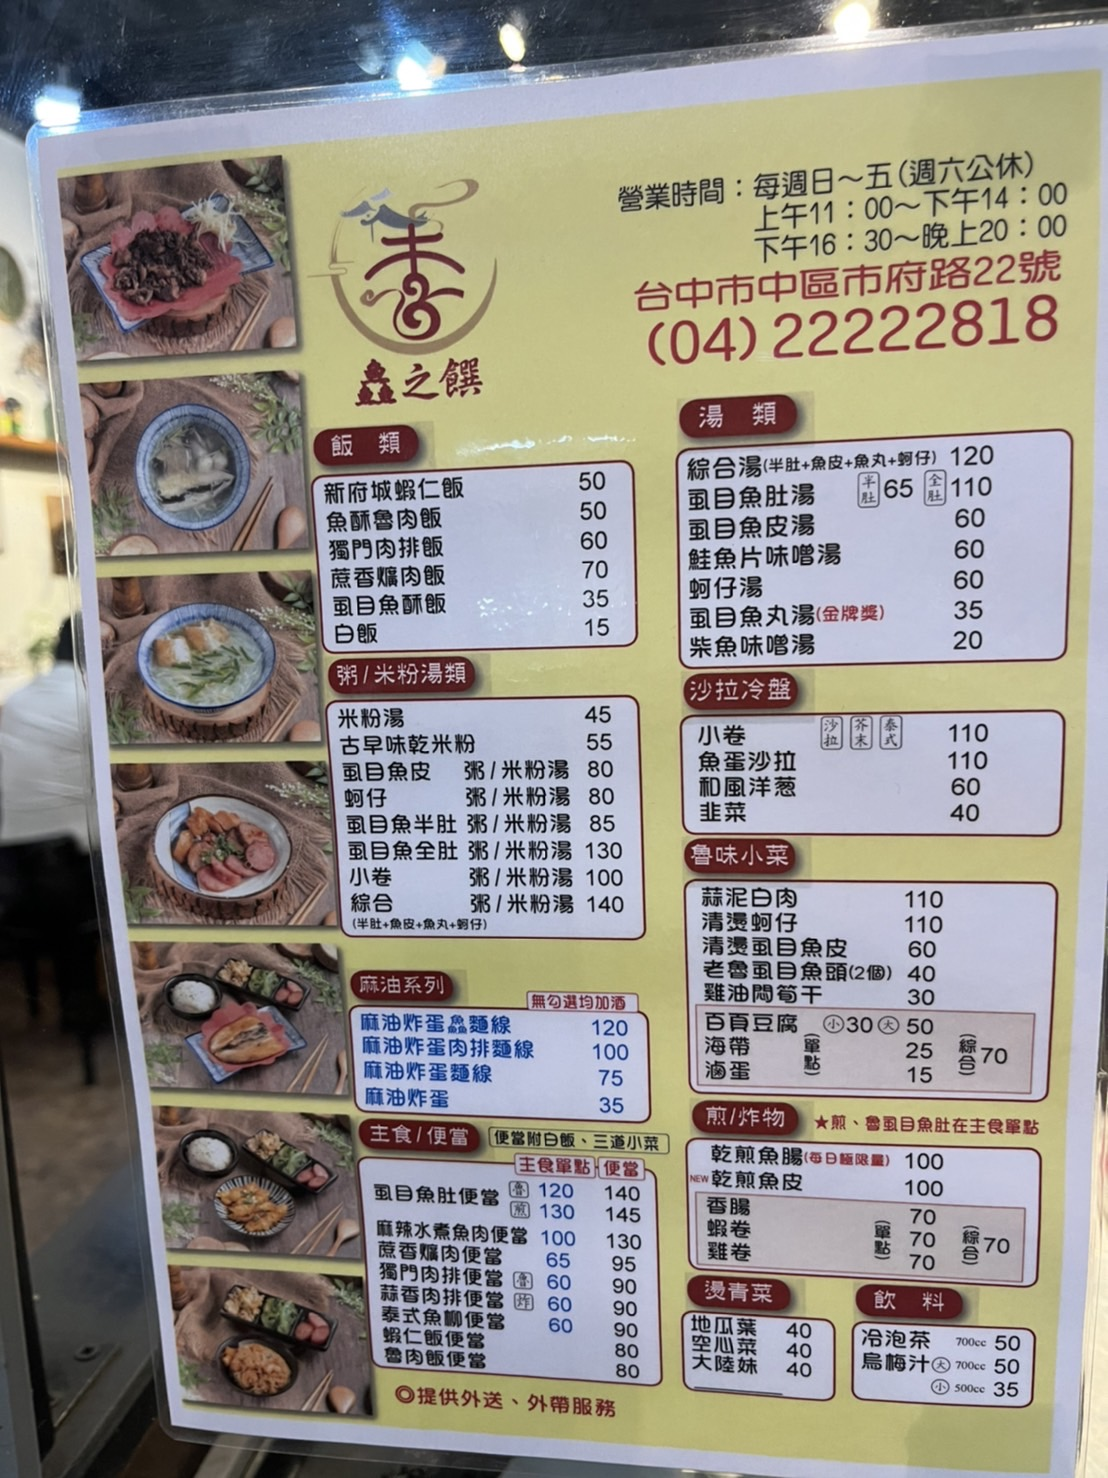 香
鱻之饌
營業時間：每週日～五(週六公休)
上午11：00～下午14：00
下午16：30～晚上20：00
台中市中區市府路22號
(04) 22222818
飯 類
新府城蝦仁飯 50
魚酥魯肉飯 50
獨門肉排飯 60
蔗香爌肉飯 70
虱目魚酥飯 35
白飯 15
粥/米粉湯類
米粉湯 45
古早味乾米粉 55
虱目魚皮 粥/米粉湯 80
蚵仔 粥/米粉湯 80
虱目魚半肚 粥/米粉湯 85
虱目魚全肚 粥/米粉湯 130
小卷 粥/米粉湯 100
綜合 粥/米粉湯 140
(半肚+魚皮+魚丸+蚵仔)
麻油系列
無勾選均加酒
麻油炸蛋鱻麵線 120
麻油炸蛋肉排麵線 100
麻油炸蛋麵線 75
麻油炸蛋 35
主食/便當 便當附白飯、三道小菜
主食單點 便當
虱目魚肚便當 魯 120 140
煎 130 145
麻辣水煮魚肉便當 100 130
蔗香爌肉便當 65 95
獨門肉排便當 魯 60 90
蒜香肉排便當 炸 60 90
泰式魚柳便當 60 90
蝦仁飯便當 80
魯肉飯便當 80
◎提供外送、外帶服務
湯 類
綜合湯(半肚+魚皮+魚丸+蚵仔) 120
虱目魚肚湯 半肚 65 全肚 110
虱目魚皮湯 60
鮭魚片味噌湯 60
蚵仔湯 60
虱目魚丸湯(金牌獎) 35
柴魚味噌湯 20
沙拉冷盤
小卷 沙拉 芥末 泰式 110
魚蛋沙拉 110
和風洋蔥 60
韭菜 40
魯味小菜
蒜泥白肉 110
清燙蚵仔 110
清燙虱目魚皮 60
老魯虱目魚頭(2個) 40
雞油悶筍干 30
百頁豆腐 小30 大 50
海帶 (單點) 25 (綜合)70
滷蛋 15
煎/炸物 ★煎、魯虱目魚肚在主食單點
乾煎魚腸(每日極限量) 100
NEW 乾煎魚皮 100
香腸 70
蝦卷 (單點) 70 (綜合)70
雞卷 70
燙青菜
地瓜葉 40
空心菜 40
大陸妹 40
飲 料
冷泡茶 700cc 50
烏梅汁 大 700cc 50
小 500cc 35